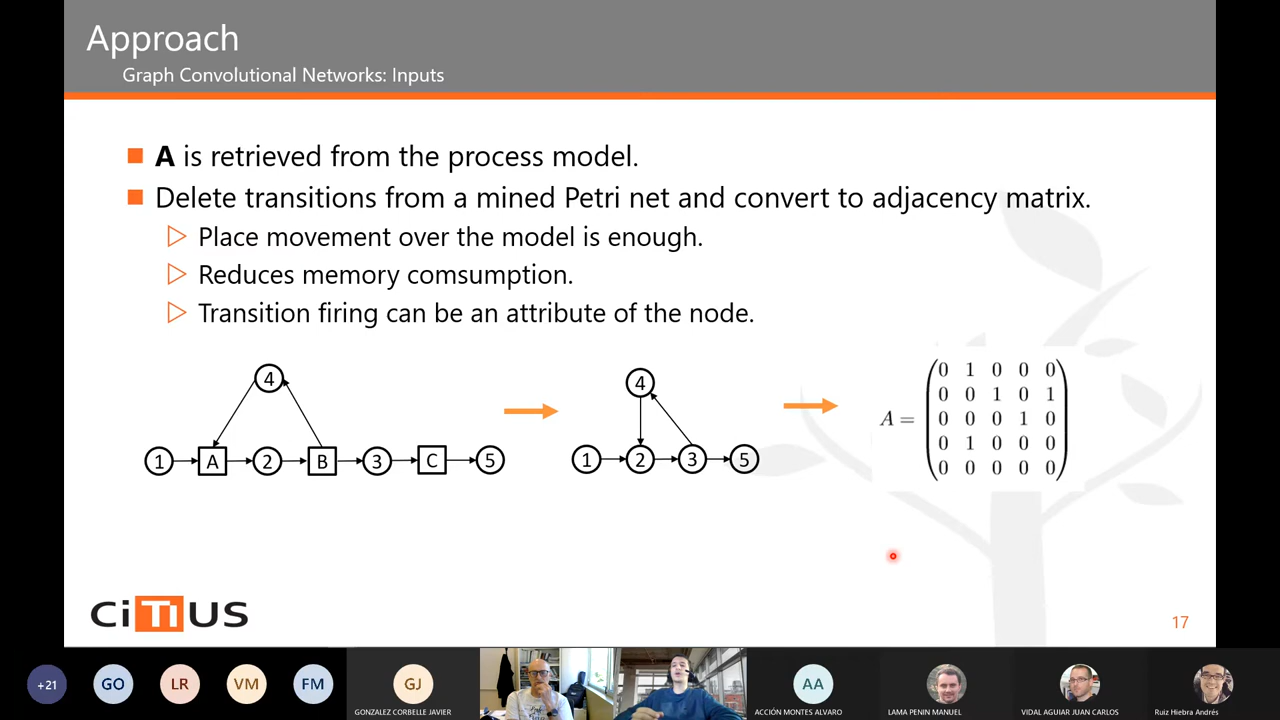 Approach
Graph Convolutional Networks: Inputs
A is retrieved from the process model.
Delete transitions from a mined Petri net and convert to adjacency matrix.
Place movement over the model is enough.
Reduces memory comsumption.
Transition firing can be an attribute of the node.
4
1 A 2 B 3 C 5
4
1 2 3 5
A =
0 1 0 0 0
0 0 1 0 1
0 0 0 1 0
0 1 0 0 0
0 0 0 0 0
CiTIUS
17
+21
GO
LR
VM
FM
GJ
GONZALEZ CORBELLE JAVIER
AA
ACCIÓN MONTES ALVARO
LAMA PENIN MANUEL
VIDAL AGUIAR JUAN CARLOS
Ruiz Hiebra Andrés